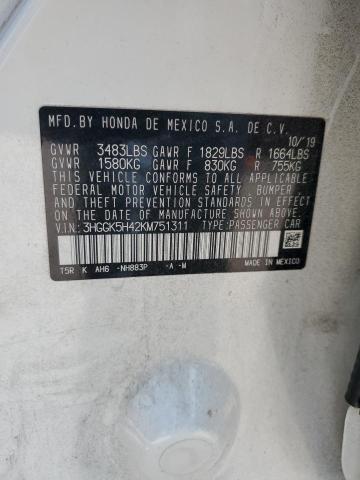 MFD.BY HONDA DE MEXICO S.A. DE C.V.
10/'19
GVWR 3483LBS GAWR F 1829LBS R 1664LBS
GVWR 1580KG GAWR F 830KG R 755KG
THIS VEHICLE CONFORMS TO ALL APPLICABLE
FEDERAL MOTOR VEHICLE SAFETY, BUMPER
AND THEFT PREVENTION STANDARDS IN EFFECT
ON THE DATE OF MANUFACTURE SHOWN ABOVE.
V.I.N: 3HGGK5H42KM751311 TYPE:PASSENGER CAR
T5R K AH6 -NH883P -A -M
MADE IN MEXICO